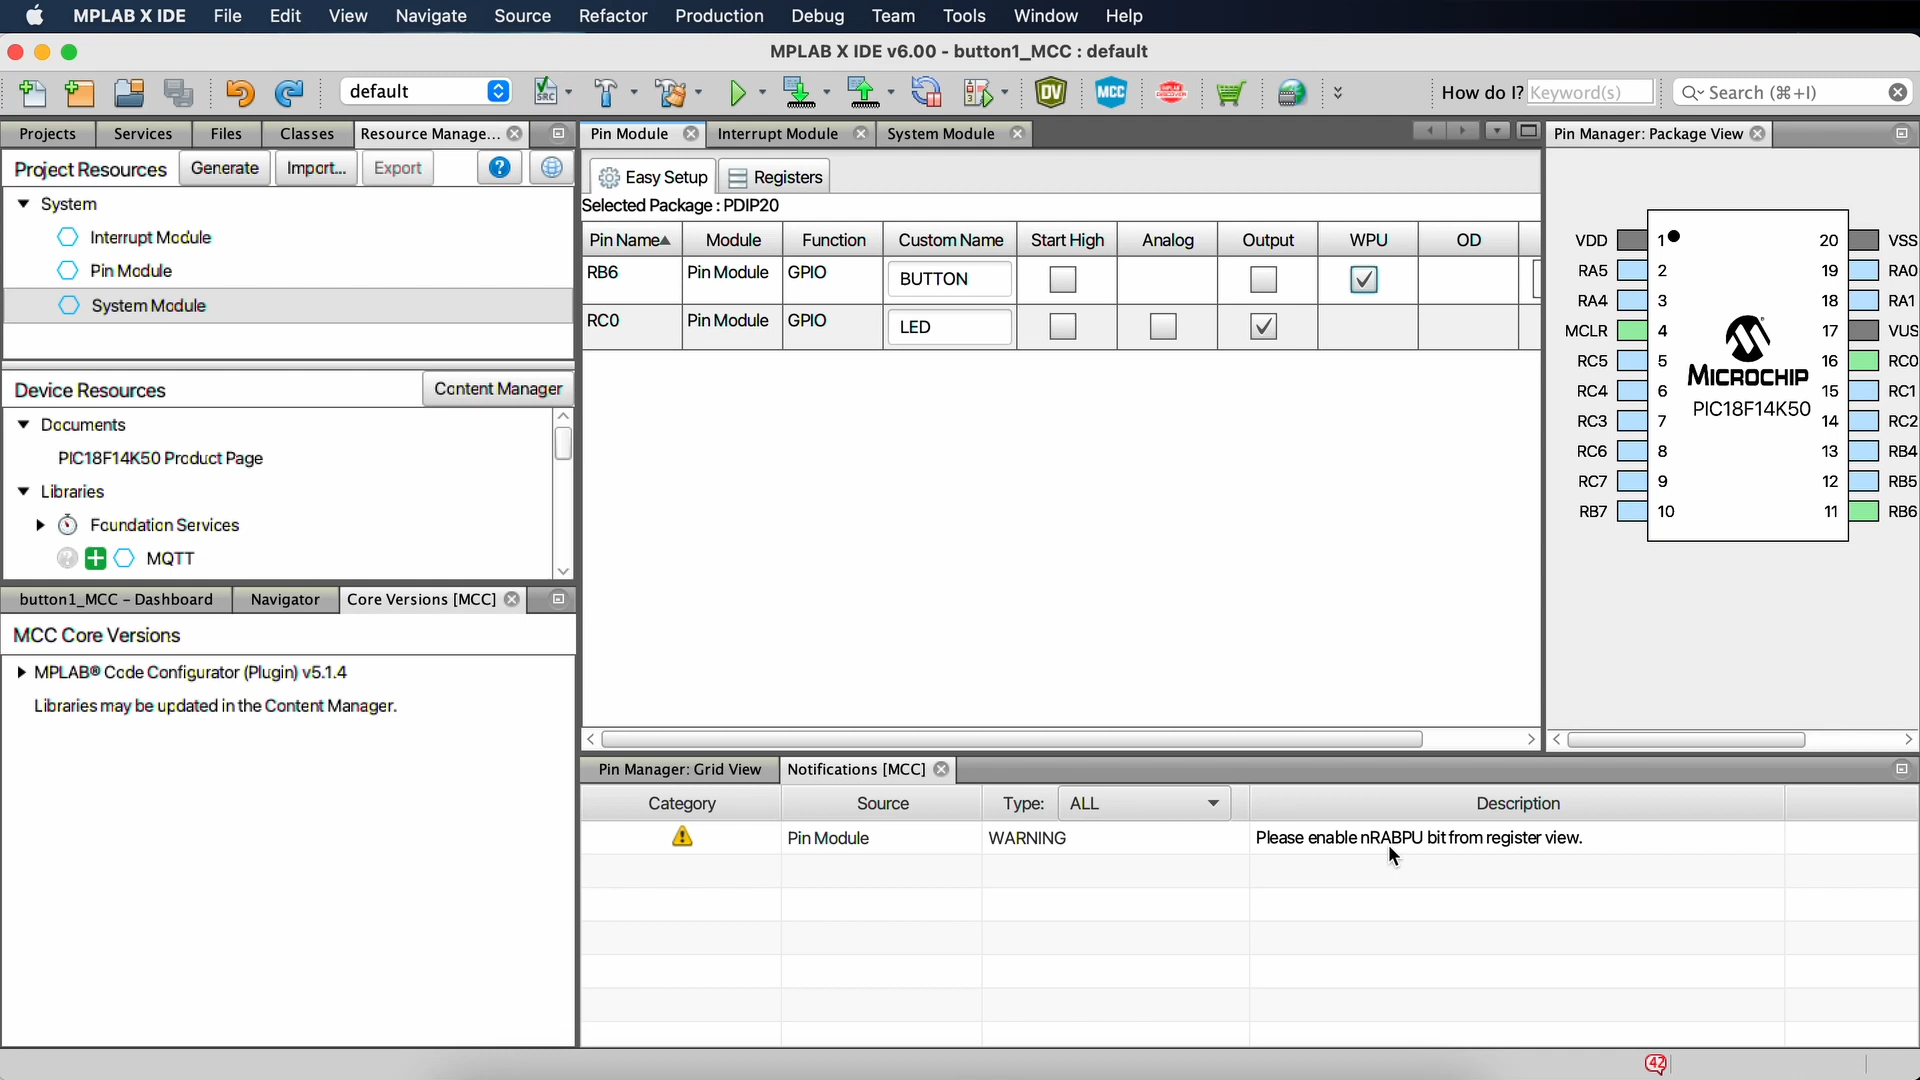 MPLAB X IDE File Edit View Navigate Source Refactor Production Debug Team Tools Window Help
MPLAB X IDE v6.00 - button1_MCC : default
default
SRC
DV
MCC
How do I? Keyword(s)
Search (⌘+I)
Projects Services Files Classes Resource Manage...
Project Resources Generate Import... Export ?
System
Interrupt Module
Pin Module
System Module
Device Resources Content Manager
Documents
PIC18F14K50 Product Page
Libraries
Foundation Services
MQTT
button1_MCC - Dashboard Navigator Core Versions [MCC]
MCC Core Versions
MPLAB® Code Configurator (Plugin) v5.1.4
Libraries may be updated in the Content Manager.
Pin Module Interrupt Module System Module
Easy Setup Registers
Selected Package : PDIP20
Pin Name Module Function Custom Name Start High Analog Output WPU OD
RB6 Pin Module GPIO BUTTON
RC0 Pin Module GPIO LED
Pin Manager: Package View
VDD 1 20 VSS
RA5 2 19 RA0
RA4 3 18 RA1
MCLR 4 17 VUS
RC5 5 16 RC0
RC4 6 15 RC1
RC3 7 14 RC2
RC6 8 13 RB4
RC7 9 12 RB5
RB7 10 11 RB6
MICROCHIP
PIC18F14K50
Pin Manager: Grid View Notifications [MCC]
Category Source Type: ALL Description
Pin Module WARNING Please enable nRABPU bit from register view.
42